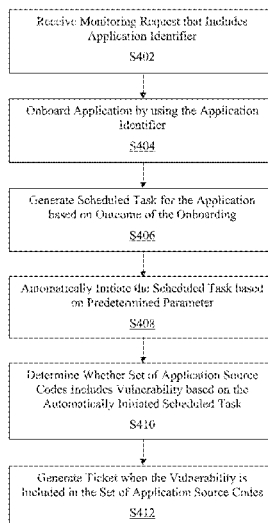 Receive Monitoring Request that Includes
Application Identifier
S402
Onboard Application by using the Application
Identifier
S404
Generate Scheduled Task for the Application
based on Outcome of the Onboarding
S406
Automatically Initiate the Scheduled Task based
on Predetermined Parameter
S408
Determine Whether Set of Application Source
Codes Includes Vulnerability based on the
Automatically Initiated Scheduled Task
S410
Generate Ticket when the Vulnerability is
Included in the Set of Application Source Codes
S412